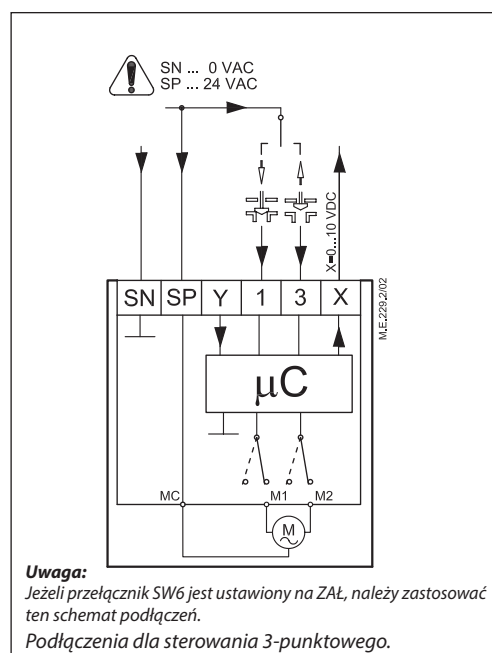 SN ... 0 VAC
SP ... 24 VAC
X=0...10 VDC
SN SP Y 1 3 X
M.E.229.2/02
µC
MC M1 M2
M
Uwaga:
Jeżeli przełącznik SW6 jest ustawiony na ZAŁ, należy zastosować
ten schemat podłączeń.
Podłączenia dla sterowania 3-punktowego.